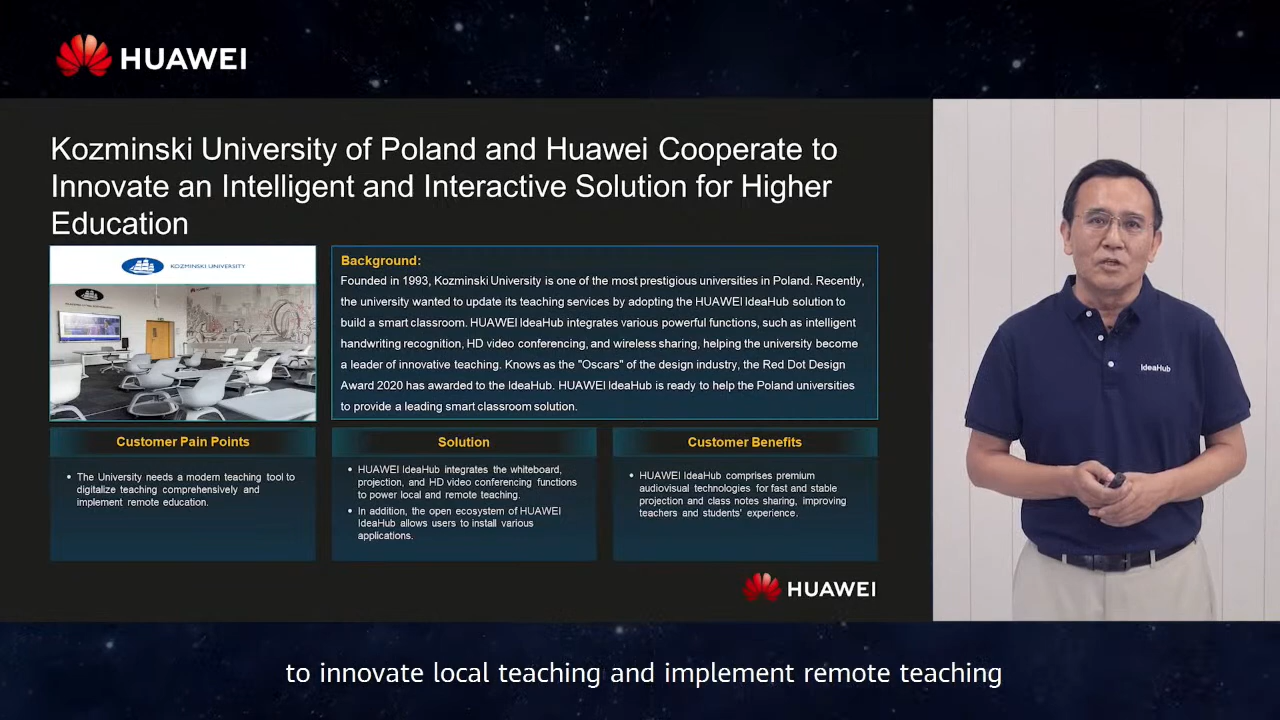 HUAWEI
Kozminski University of Poland and Huawei Cooperate to
Innovate an Intelligent and Interactive Solution for Higher
Education
KOZMINSKI UNIVERSITY
Background:
Founded in 1993, Kozminski University is one of the most prestigious universities in Poland. Recently,
the university wanted to update its teaching services by adopting the HUAWEI IdeaHub solution to
build a smart classroom. HUAWEI IdeaHub integrates various powerful functions, such as intelligent
handwriting recognition, HD video conferencing, and wireless sharing, helping the university become
a leader of innovative teaching. Knows as the "Oscars" of the design industry, the Red Dot Design
Award 2020 has awarded to the IdeaHub. HUAWEI IdeaHub is ready to help the Poland universities
to provide a leading smart classroom solution.
Customer Pain Points
• The University needs a modern teaching tool to
digitalize teaching comprehensively and
implement remote education.
Solution
• HUAWEI IdeaHub integrates the whiteboard,
projection, and HD video conferencing functions
to power local and remote teaching.
• In addition, the open ecosystem of HUAWEI
IdeaHub allows users to install various
applications.
Customer Benefits
• HUAWEI IdeaHub comprises premium
audiovisual technologies for fast and stable
projection and class notes sharing, improving
teachers and students' experience.
HUAWEI
IdeaHub
to innovate local teaching and implement remote teaching